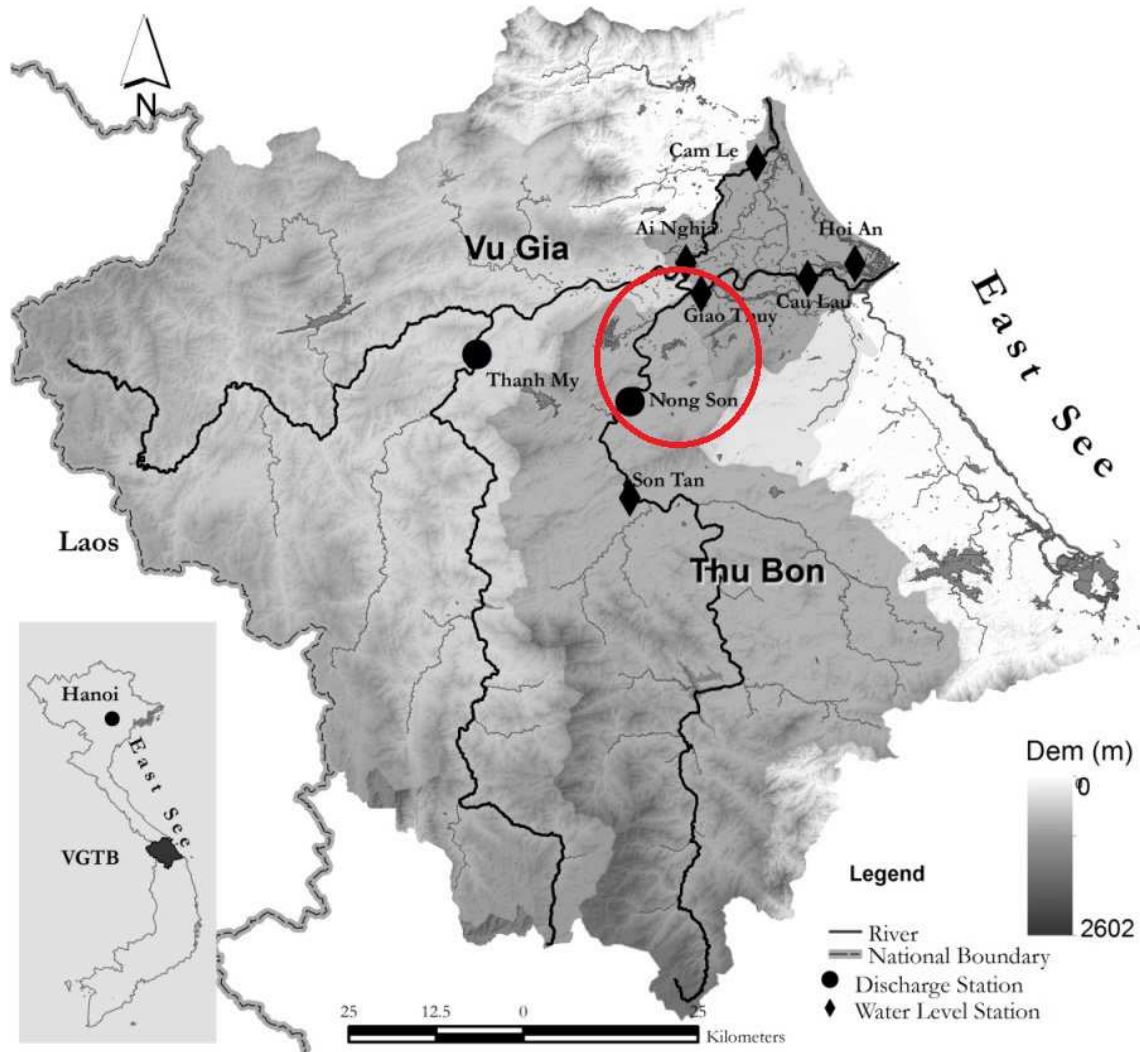 N
Cam Le
Ai Nghia
Hoi An
Vu Gia
Cau Lau
Giao Thuy
East See
Thanh My
Nong Son
Son Tan
Laos
Thu Bon
Hanoi
East See
VGTB
Dem (m)
0
2602
Legend
River
National Boundary
Discharge Station
Water Level Station
25 12.5 0 25
Kilometers